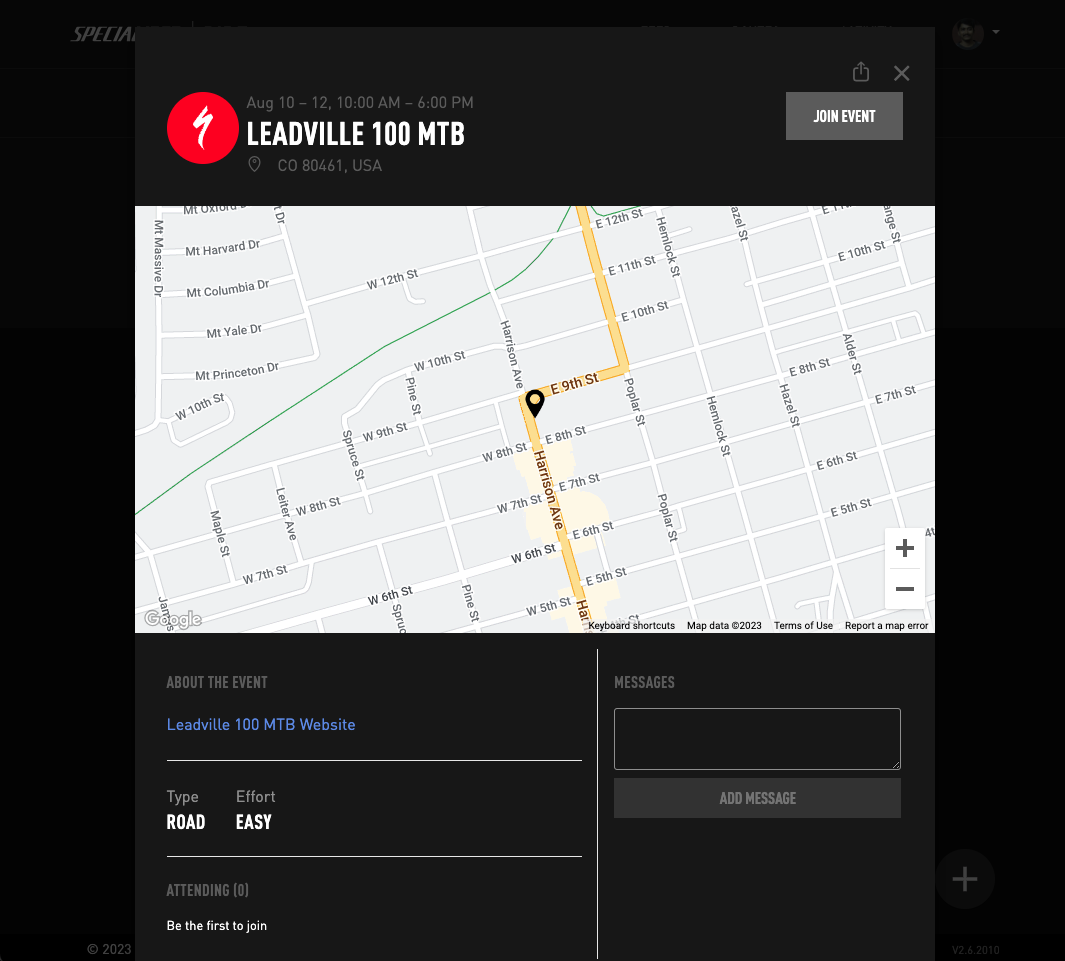 Aug 10 – 12, 10:00 AM – 6:00 PM
LEADVILLE 100 MTB
CO 80461, USA
JOIN EVENT
Mt Massive Dr
Mt Harvard Dr
Mt Columbia Dr
Mt Yale Dr
Mt Princeton Dr
W 10th St
W 12th St
E 12th St
E 11th St
E 10th St
Hemlock St
E 10th St
Harrison Ave
W 10th St
Pine St
E 9th St
Poplar St
Alder St
E 8th St
E 7th St
Hazel St
Hemlock St
W 9th St
Spruce St
W 8th St
E 8th St
Harrison Ave
E 7th St
E 6th St
W 7th St
E 6th St
E 5th St
Poplar St
Leiter Ave
W 8th St
Maple St
W 6th St
W 7th St
W 6th St
Pine St
E 5th St
W 5th St
Google
Keyboard shortcuts
Map data ©2023
Terms of Use
Report a map error
ABOUT THE EVENT
Leadville 100 MTB Website
Type
Effort
ROAD
EASY
ATTENDING (0)
Be the first to join
MESSAGES
ADD MESSAGE
© 2023
V2.6.2010